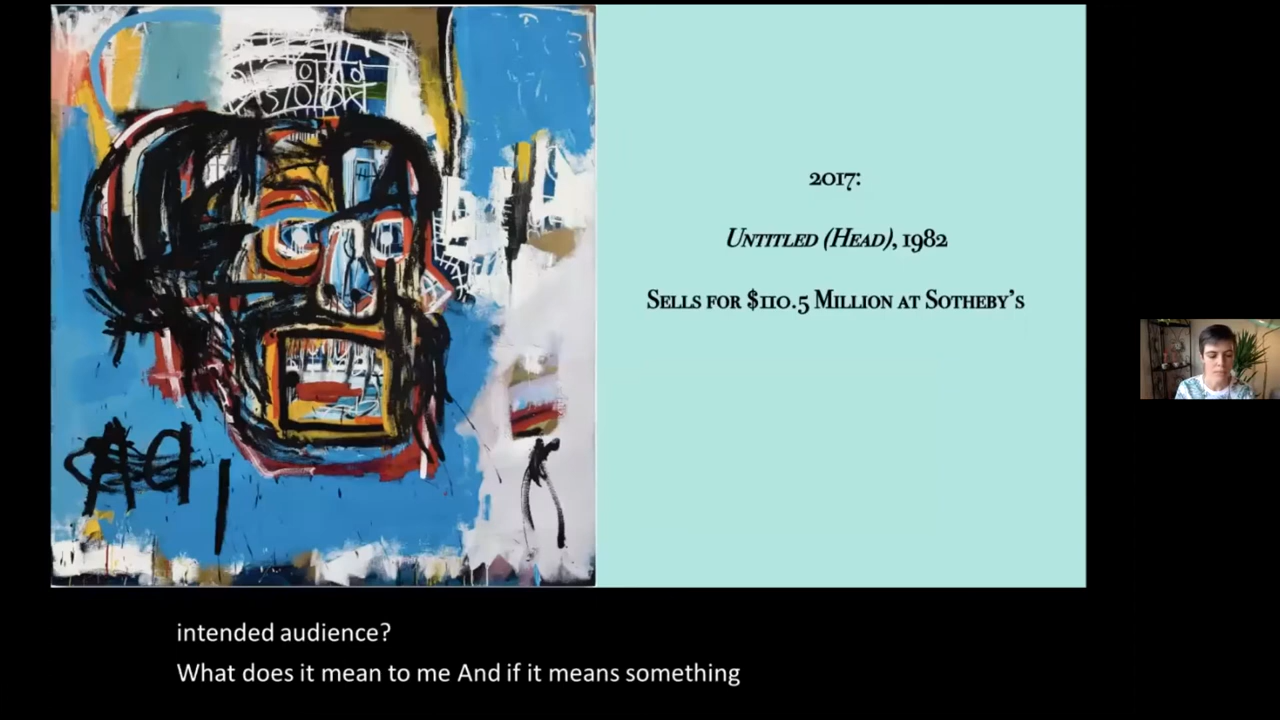 2017:
Untitled (Head), 1982
Sells for $110.5 Million at Sotheby's
intended audience?
What does it mean to me And if it means something